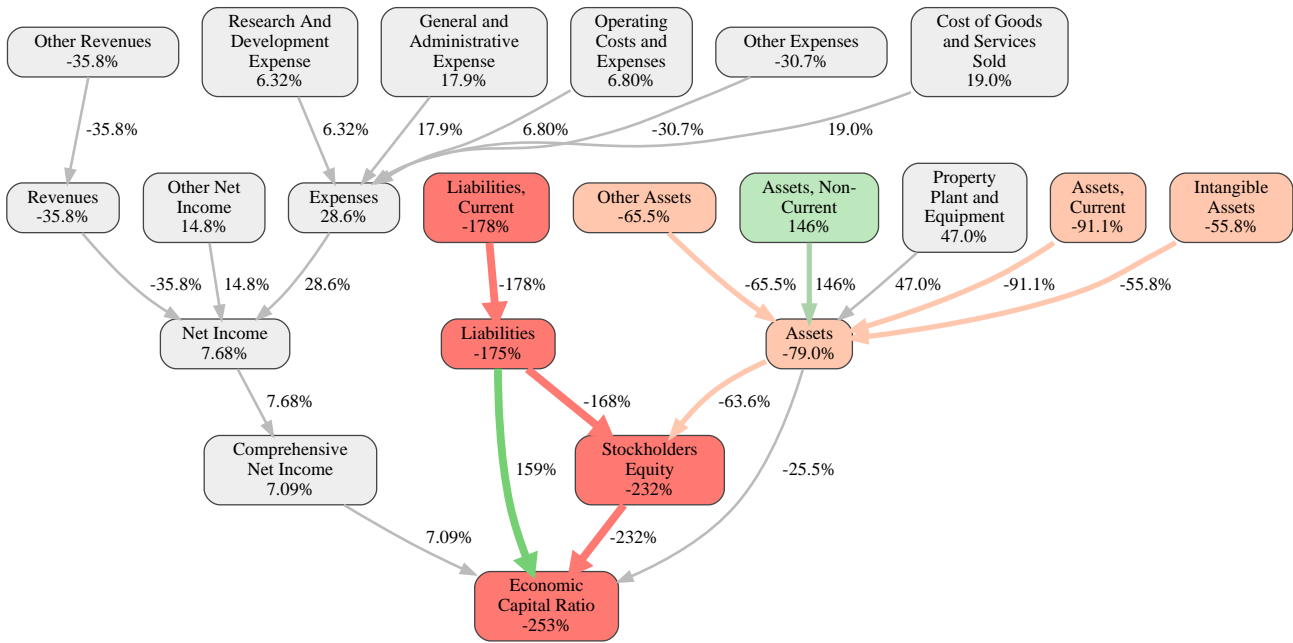 Other Revenues
-35.8%
Research And
Development
Expense
6.32%
General and
Administrative
Expense
17.9%
Operating
Costs and
Expenses
6.80%
Other Expenses
-30.7%
Cost of Goods
and Services
Sold
19.0%
-35.8%
6.32%
17.9%
6.80%
-30.7%
19.0%
Revenues
-35.8%
Other Net
Income
14.8%
Expenses
28.6%
Liabilities,
Current
-178%
Other Assets
-65.5%
Assets, Non-
Current
146%
Property
Plant and
Equipment
47.0%
Assets,
Current
-91.1%
Intangible
Assets
-55.8%
-35.8%
14.8%
28.6%
-178%
-65.5%
146%
47.0%
-91.1%
-55.8%
Net Income
7.68%
Liabilities
-175%
Assets
-79.0%
7.68%
-168%
-63.6%
Comprehensive
Net Income
7.09%
159%
Stockholders
Equity
-232%
-25.5%
7.09%
-232%
Economic
Capital Ratio
-253%